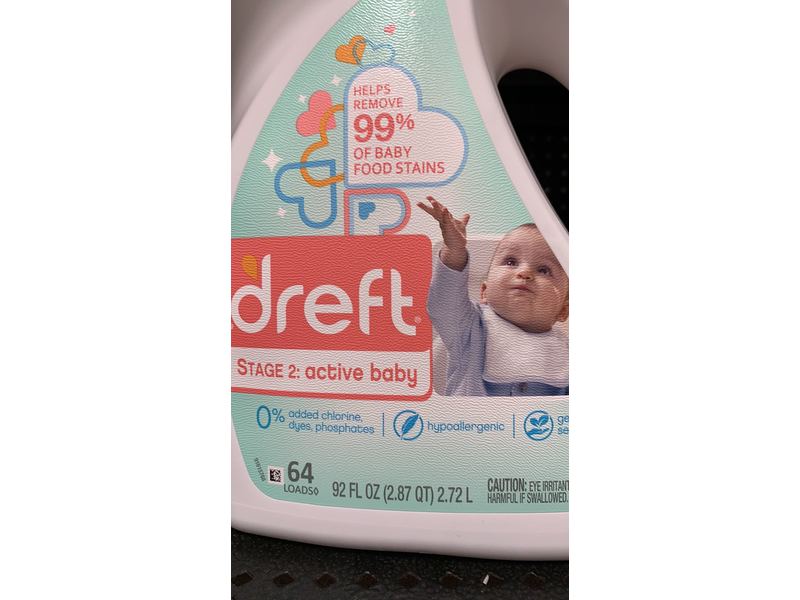 HELPS
REMOVE
99%
OF BABY
FOOD STAINS
dreft®
STAGE 2: active baby
0% added chlorine,
dyes, phosphates
hypoallergenic
64
LOADS◊
92 FL OZ (2.87 QT) 2.72 L
CAUTION: EYE IRRITANT
HARMFUL IF SWALLOWED.